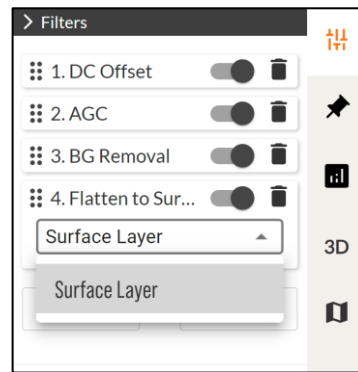 Filters
1. DC Offset
2. AGC
3. BG Removal
4. Flatten to Sur...
Surface Layer
Surface Layer
3D